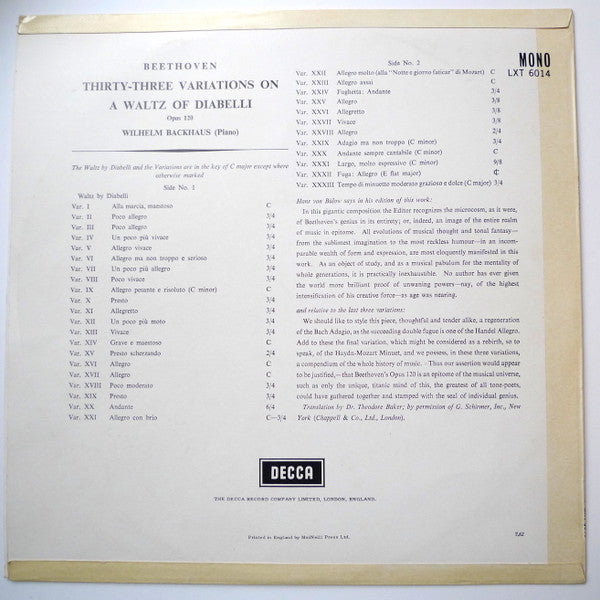 BEETHOVEN
THIRTY-THREE VARIATIONS ON
A WALTZ OF DIABELLI
Opus 120
WILHELM BACKHAUS (Piano)
The Waltz by Diabelli and the Variations are in the key of C major except where
otherwise marked
Side No. 1
Waltz by Diabelli
Var. I Alla marcia, maestoso C
Var. II Poco allegro 3/4
Var. III Poco allegro 3/4
Var. IV Un poco più vivace 3/4
Var. V Allegro vivace 3/4
Var. VI Allegro ma non troppo e serioso 3/4
Var. VII Un poco più allegro 3/4
Var. VIII Poco vivace 3/4
Var. IX Allegro pesante e risoluto (C minor) C
Var. X Presto 3/4
Var. XI Allegretto 3/4
Var. XII Un poco più moto 3/4
Var. XIII Vivace 3/4
Var. XIV Grave e maestoso C
Var. XV Presto scherzando 2/4
Var. XVI Allegro C
Var. XVII Allegro C
Var. XVIII Poco moderato 3/4
Var. XIX Presto 3/4
Var. XX Andante 6/4
Var. XXI Allegro con brio C—3/4
Side No. 2
Var. XXII Allegro molto (alla "Notte e giorno faticar" di Mozart) C
Var. XXIII Allegro assai C
Var. XXIV Fughetta: Andante 3/4
Var. XXV Allegro 3/8
Var. XXVI Allegretto 3/8
Var. XXVII Vivace 3/8
Var. XXVIII Allegro 2/4
Var. XXIX Adagio ma non troppo (C minor) 3/4
Var. XXX Andante sempre cantabile (C minor) C
Var. XXXI Largo, molto espressivo (C minor) 9/8
Var. XXXII Fuga: Allegro (E flat major) ¢
Var. XXXIII Tempo di minuetto moderato grazioso e dolce (C major) 3/4
Hans von Bülow says in his edition of this work:
In this gigantic composition the Editor recognizes the microcosm, as it were,
of Beethoven's genius in its entirety; or, indeed, an image of the entire realm
of music in epitome. All evolutions of musical thought and tonal fantasy—
from the sublimest imagination to the most reckless humour—in an incom-
parable wealth of form and expression, are most eloquently manifested in this
work. As an object of study, and as a musical pabulum for the mentality of
whole generations, it is practically inexhaustible. No author has ever given
the world more brilliant proof of unwaning powers—nay, of the highest
intensification of his creative force—as age was nearing.
and relative to the last three variations:
We should like to style this piece, thoughtful and tender alike, a regeneration
of the Bach Adagio, as the succeeding double fugue is one of the Handel Allegro.
Add to these the final variation, which might be considered as a rebirth, so to
speak, of the Haydn-Mozart Minuet, and we possess, in these three variations,
a compendium of the whole history of music. Thus our assertion would appear
to be justified,—that Beethoven's Opus 120 is an epitome of the musical universe,
such as only the unique, titanic mind of this, the greatest of all tone-poets,
could have gathered together and stamped with the seal of individual genius.
Translation by Dr. Theodore Baker; by permission of G. Schirmer, Inc., New
York (Chappell & Co., Ltd., London).
MONO
LXT 6014
DECCA
THE DECCA RECORD COMPANY LIMITED, LONDON, ENGLAND.
Printed in England by MacNeill Press Ltd.